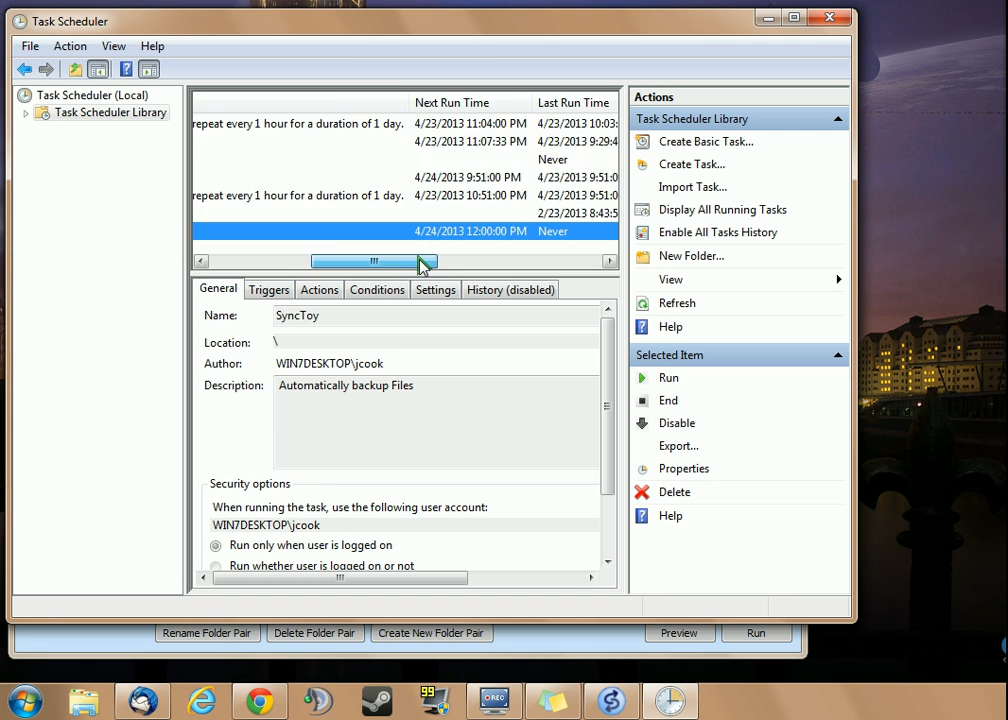 Task Scheduler
File Action View Help
Task Scheduler (Local)
Task Scheduler Library
Next Run Time Last Run Time
repeat every 1 hour for a duration of 1 day. 4/23/2013 11:04:00 PM 4/23/2013 10:03:
4/23/2013 11:07:33 PM 4/23/2013 9:29:4
Never
4/24/2013 9:51:00 PM 4/23/2013 9:51:0
repeat every 1 hour for a duration of 1 day. 4/23/2013 10:51:00 PM 4/23/2013 9:51:0
2/23/2013 8:43:5
4/24/2013 12:00:00 PM Never
General Triggers Actions Conditions Settings History (disabled)
Name: SyncToy
Location: \
Author: WIN7DESKTOP\jcook
Description: Automatically backup Files
Security options
When running the task, use the following user account:
WIN7DESKTOP\jcook
Run only when user is logged on
Run whether user is logged on or not
Actions
Task Scheduler Library
Create Basic Task...
Create Task...
Import Task...
Display All Running Tasks
Enable All Tasks History
New Folder...
View
Refresh
Help
Selected Item
Run
End
Disable
Export...
Properties
Delete
Help
Rename Folder Pair Delete Folder Pair Create New Folder Pair Preview Run
99
REC